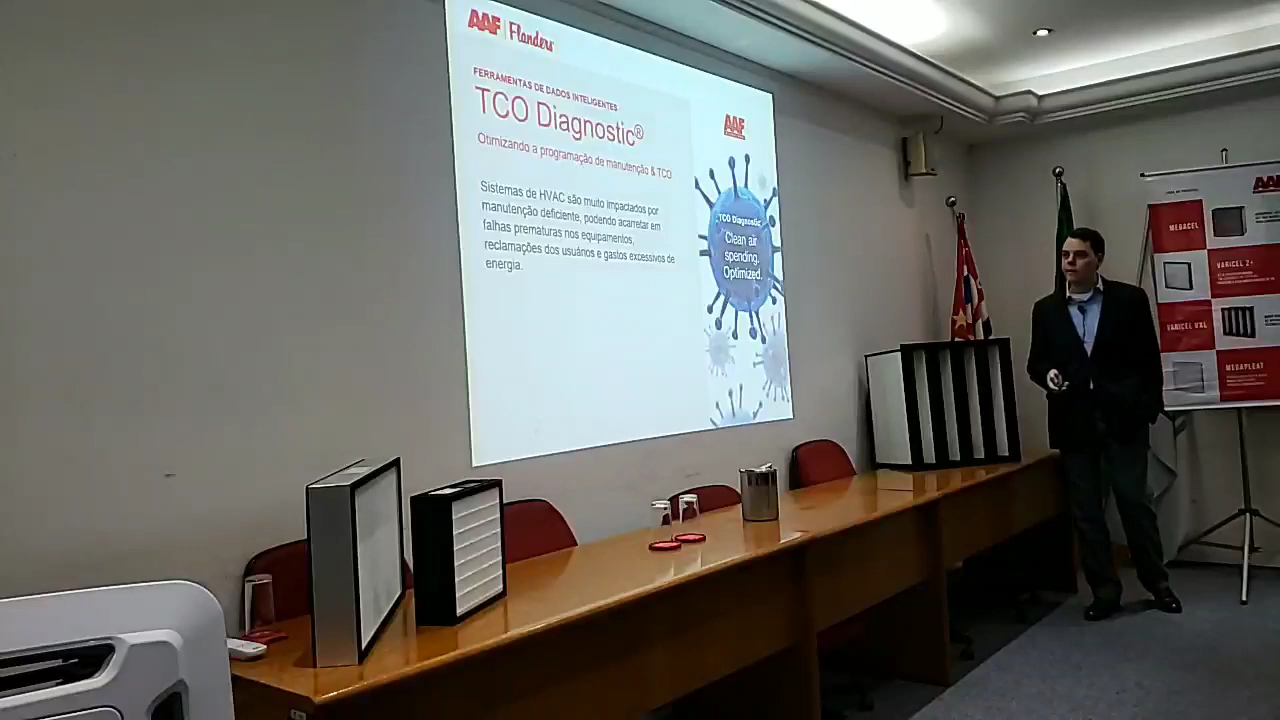 AAF Flanders
FERRAMENTAS DE DADOS INTELIGENTES
TCO Diagnostic®
Otimizando a programação de manutenção & TCO
Sistemas de HVAC são muito impactados por
manutenção deficiente, podendo acarretar em
falhas prematuras nos equipamentos,
reclamações dos usuários e gastos excessivos de
energia.
AAF
TCO Diagnostic
Clean air
spending.
Optimized.
AAF
MEGACEL
VARICEL 2+
VARICEL VXL
MEGAPLEAT